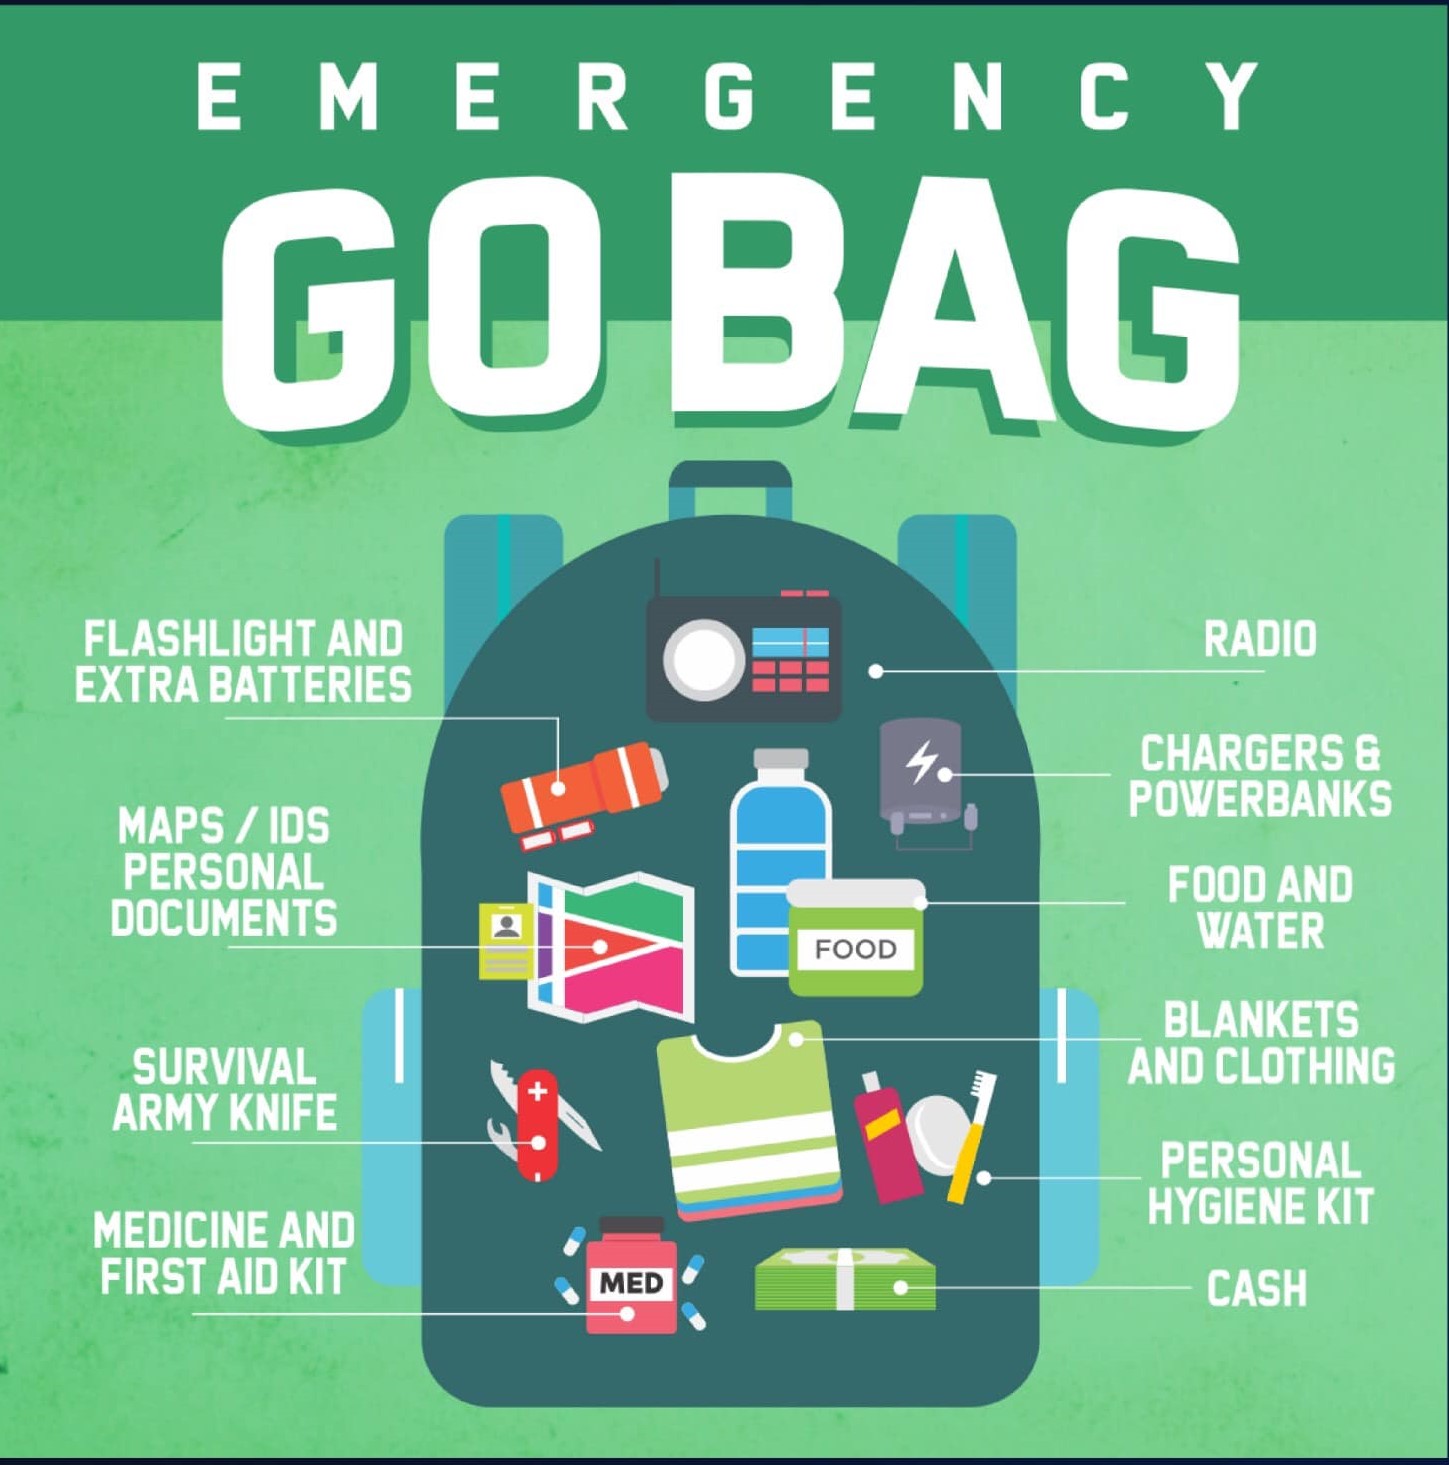 EMERGENCY
GO BAG
FLASHLIGHT AND
EXTRA BATTERIES
MAPS / IDS
PERSONAL
DOCUMENTS
SURVIVAL
ARMY KNIFE
MEDICINE AND
FIRST AID KIT
RADIO
CHARGERS &
POWERBANKS
FOOD AND
WATER
BLANKETS
AND CLOTHING
PERSONAL
HYGIENE KIT
CASH
FOOD
MED